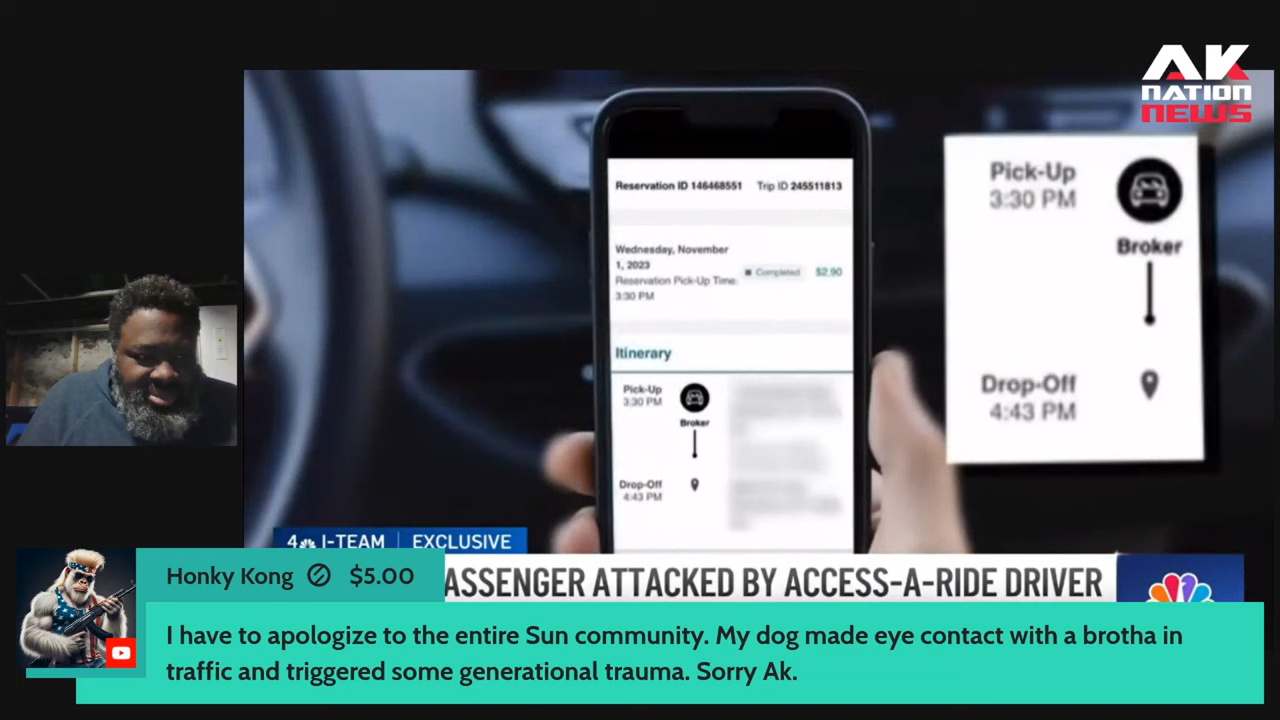 AK
NATION
NEWS
Reservation ID 146468551 Trip ID 245511813
Wednesday, November
1, 2023
Completed $2.90
Reservation Pick-Up Time:
3:30 PM
Itinerary
Pick-Up
3:30 PM
Broker
Drop-Off
4:43 PM
Pick-Up
3:30 PM
Broker
Drop-Off
4:43 PM
4 I-TEAM | EXCLUSIVE
ASSENGER ATTACKED BY ACCESS-A-RIDE DRIVER
Honky Kong $5.00
I have to apologize to the entire Sun community. My dog made eye contact with a brotha in
traffic and triggered some generational trauma. Sorry Ak.